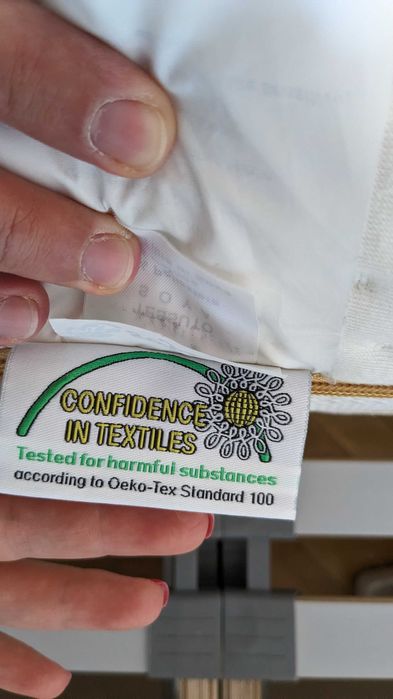 CONFIDENCE
IN TEXTILES
Tested for harmful substances
according to Oeko-Tex Standard 100